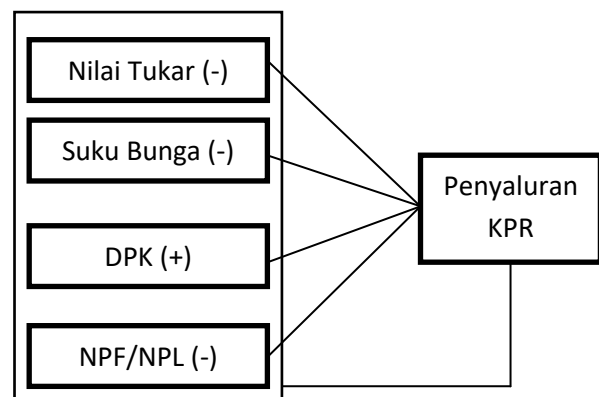 Nilai Tukar (-)
Suku Bunga (-)
DPK (+)
NPF/NPL (-)
Penyaluran
KPR